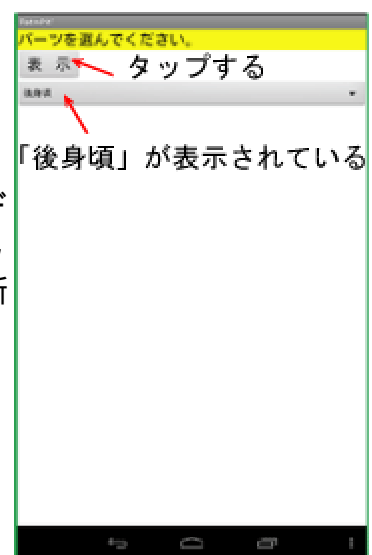 パーツを選んでください。
表 示
タップする
後身頃
「後身頃」が表示されている